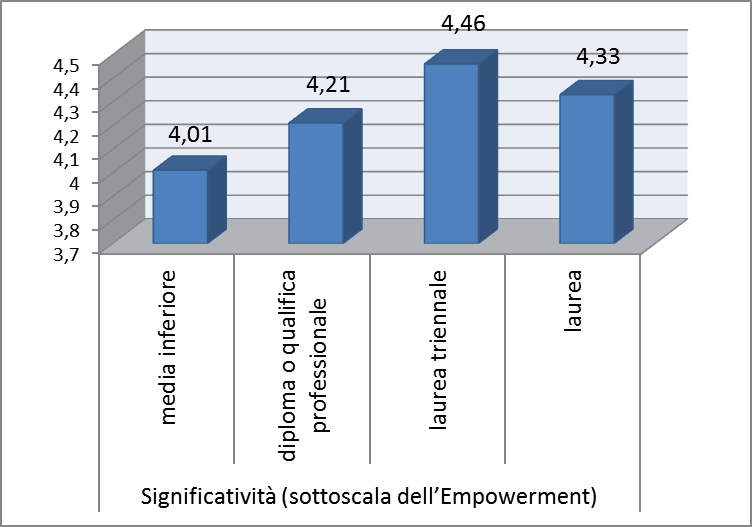 4,5
4,4
4,3
4,2
4,1
4
3,9
3,8
3,7
4,01
4,21
4,46
4,33
media inferiore
diploma o qualifica
professionale
laurea triennale
laurea
Significatività (sottoscala dell’Empowerment)